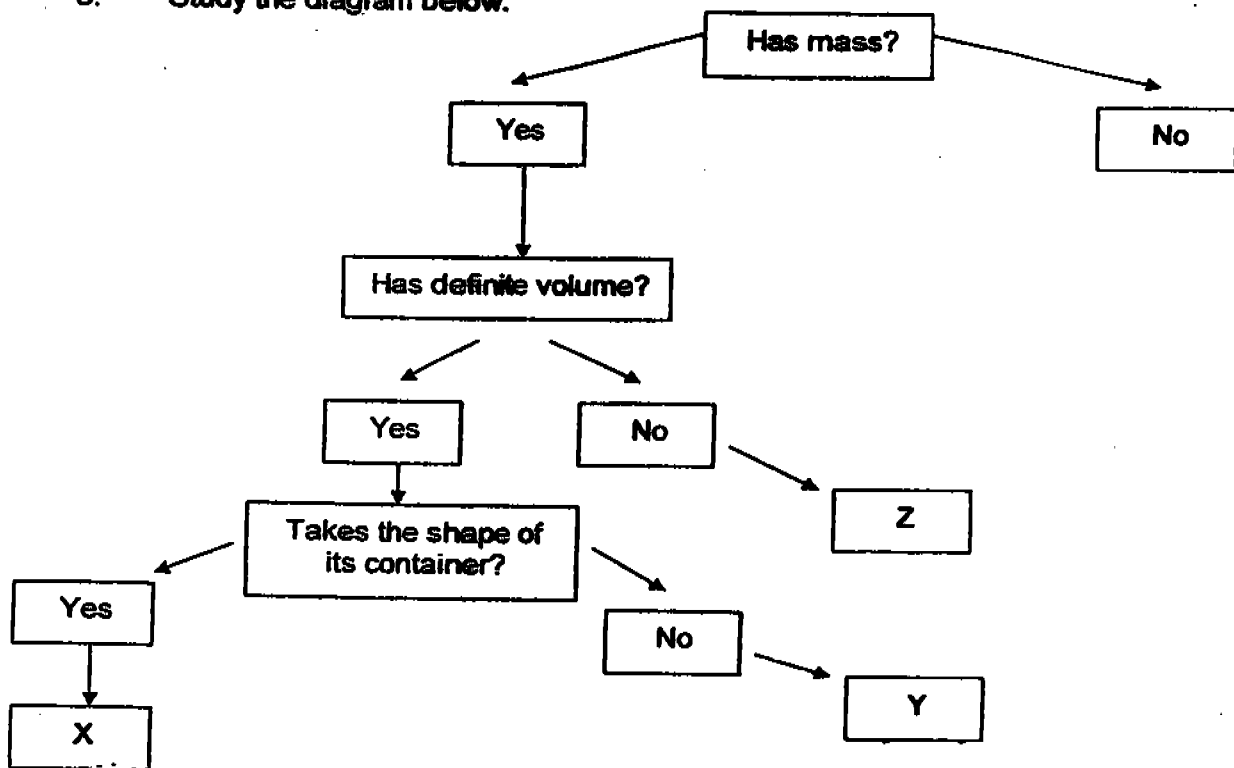 Study the diagram below.
Has mass?
Yes
No
Has definite volume?
Yes
No
Z
Takes the shape of
its container?
Yes
No
X
Y